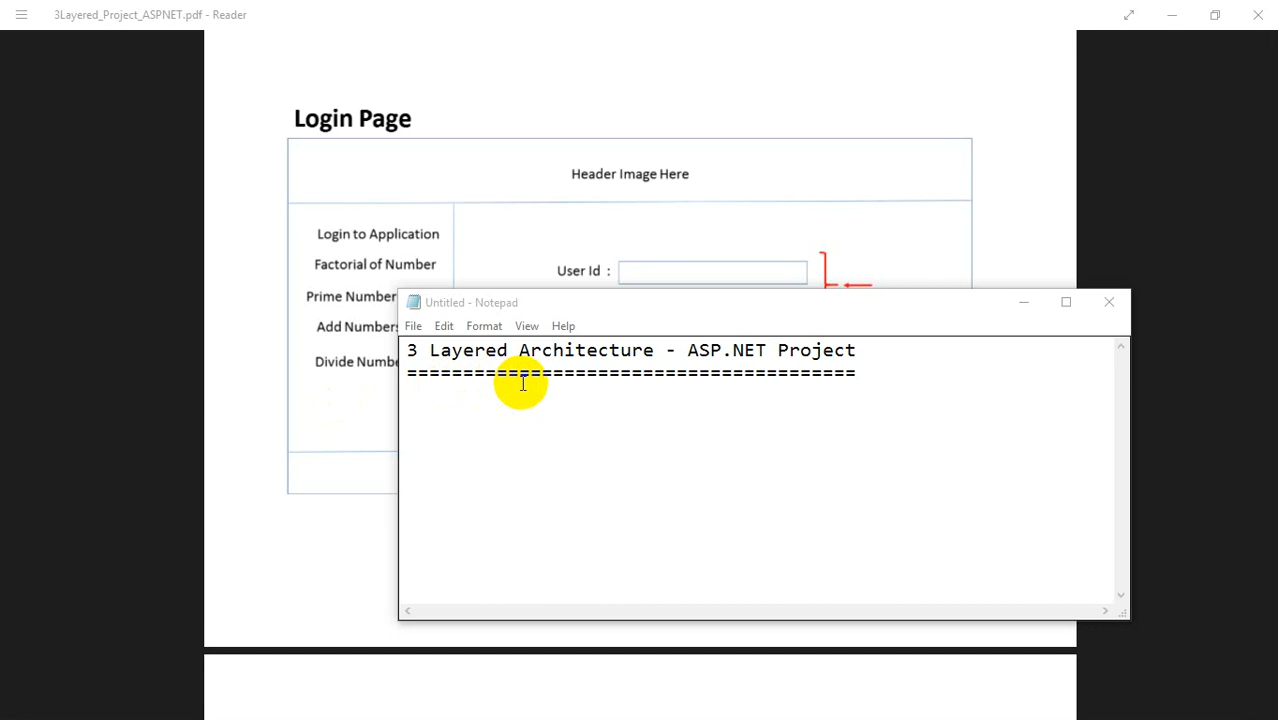 3Layered_Project_ASPNET.pdf - Reader
Login Page
Header Image Here
Login to Application
Factorial of Number
Prime Number
Add Numbers
Divide Numbe
User Id :
Untitled - Notepad
File Edit Format View Help
3 Layered Architecture - ASP.NET Project
========================================